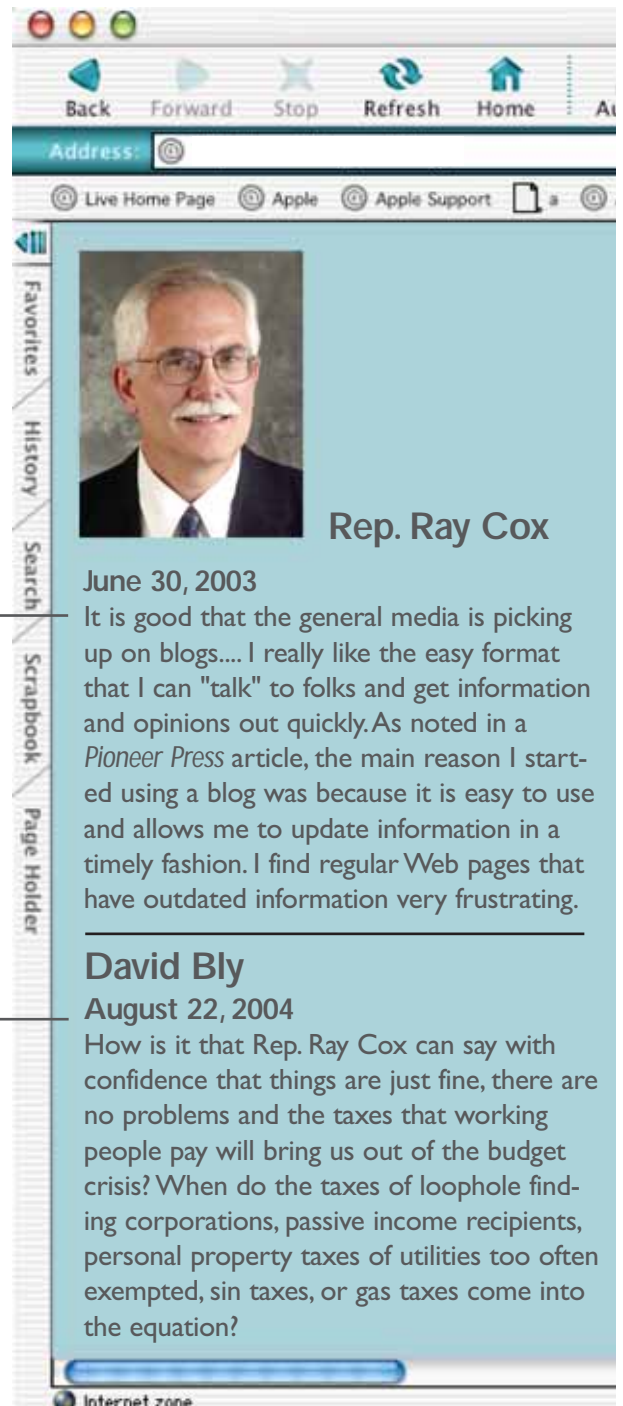 Back Forward Stop Refresh Home
Address:
Live Home Page Apple Apple Support a
Favorites
History
Search
Scrapbook
Page Holder
Rep. Ray Cox
June 30, 2003
It is good that the general media is picking
up on blogs.... I really like the easy format
that I can "talk" to folks and get information
and opinions out quickly. As noted in a
Pioneer Press article, the main reason I start-
ed using a blog was because it is easy to use
and allows me to update information in a
timely fashion. I find regular Web pages that
have outdated information very frustrating.
David Bly
August 22, 2004
How is it that Rep. Ray Cox can say with
confidence that things are just fine, there are
no problems and the taxes that working
people pay will bring us out of the budget
crisis? When do the taxes of loophole find-
ing corporations, passive income recipients,
personal property taxes of utilities too often
exempted, sin taxes, or gas taxes come into
the equation?
Internet zone